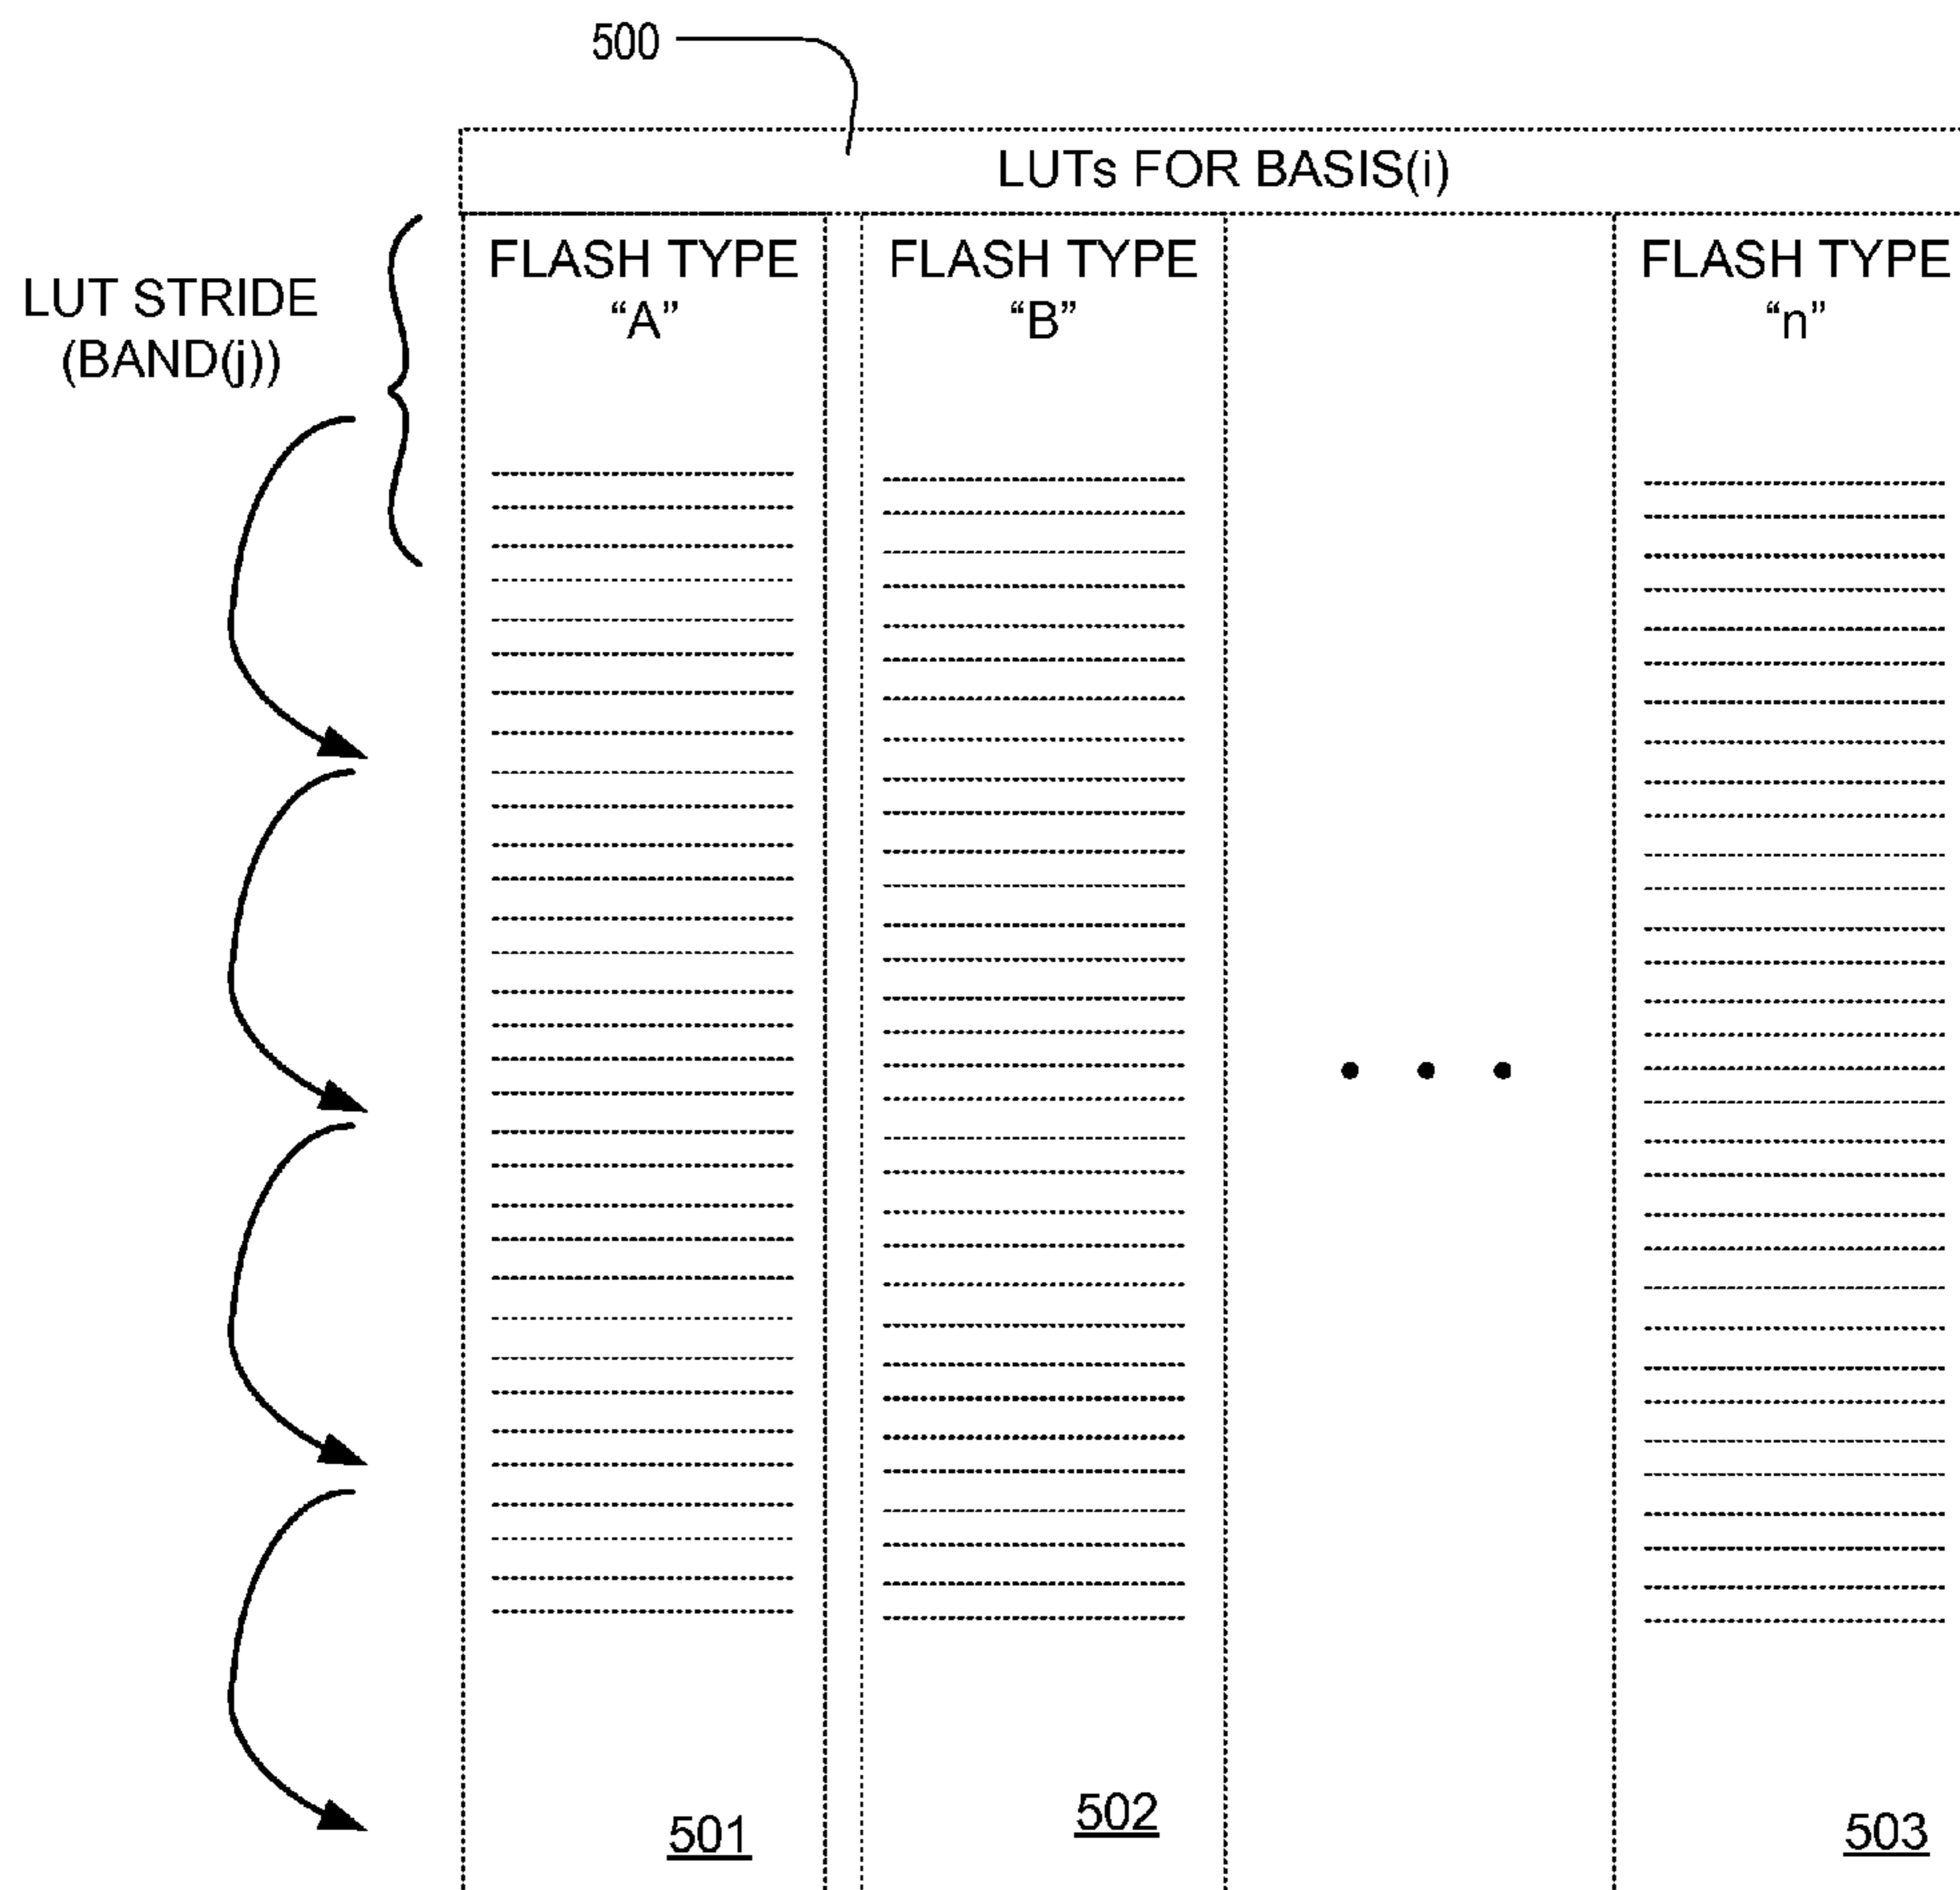 500
LUTs FOR BASIS(i)
LUT STRIDE
(BAND(j))
FLASH TYPE
“A”
FLASH TYPE
“B”
FLASH TYPE
“n”
501
502
503